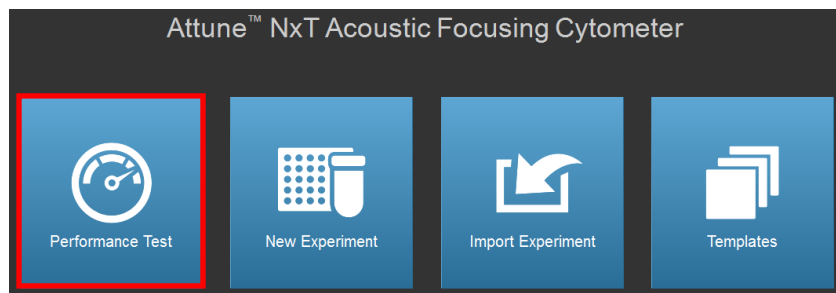 Attune™ NxT Acoustic Focusing Cytometer
Performance Test
New Experiment
Import Experiment
Templates